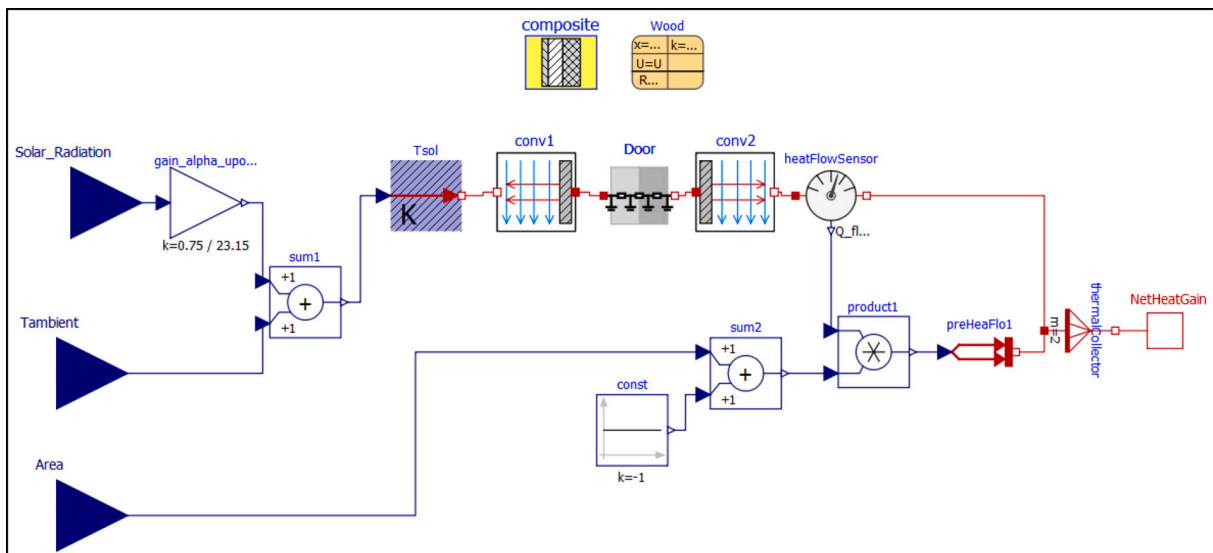 composite
Wood
x=... k=...
U=U
R...
Solar_Radiation
gain_alpha_upo...
k=0.75 / 23.15
Tsol
K
conv1
Door
conv2
heatFlowSensor
Q_fl...
sum1
+1
+
+1
Tambient
sum2
+1
+
+1
const
k=-1
product1
preHeaFlo1
m=2
thermalCollector
NetHeatGain
Area